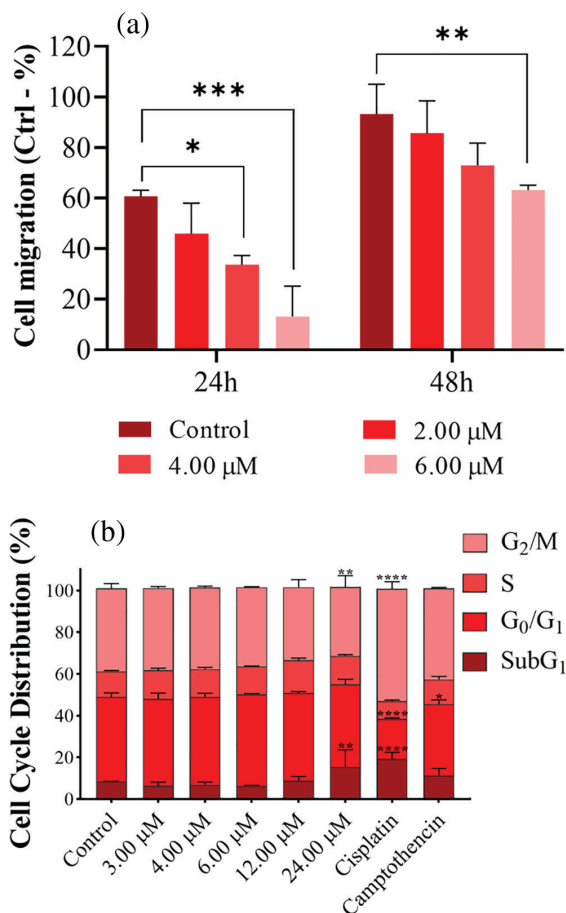 (a)
Cell migration (Ctrl - %)
120
100
80
60
40
20
0
***
*
**
24h
48h
Control
2.00 µM
4.00 µM
6.00 µM
(b)
Cell Cycle Distribution (%)
100
80
60
40
20
0
**
****
****
*
**
****
G2/M
S
G0/G1
SubG1
Control
3.00 µM
4.00 µM
6.00 µM
12.00 µM
24.00 µM
Cisplatin
Camptothencin